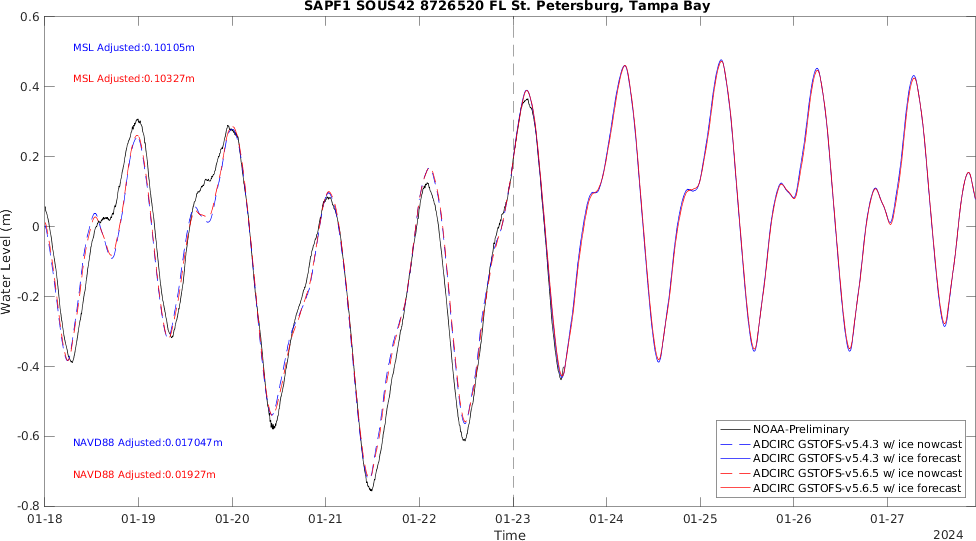 SAPF1 SOUS42 8726520 FL St. Petersburg, Tampa Bay
0.6
0.4
0.2
0
-0.2
-0.4
-0.6
-0.8
Water Level (m)
MSL Adjusted:0.10105m
MSL Adjusted:0.10327m
NAVD88 Adjusted:0.017047m
NAVD88 Adjusted:0.01927m
NOAA-Preliminary
ADCIRC GSTOFS-v5.4.3 w/ ice nowcast
ADCIRC GSTOFS-v5.4.3 w/ ice forecast
ADCIRC GSTOFS-v5.6.5 w/ ice nowcast
ADCIRC GSTOFS-v5.6.5 w/ ice forecast
01-18 01-19 01-20 01-21 01-22 01-23 01-24 01-25 01-26 01-27
Time
2024